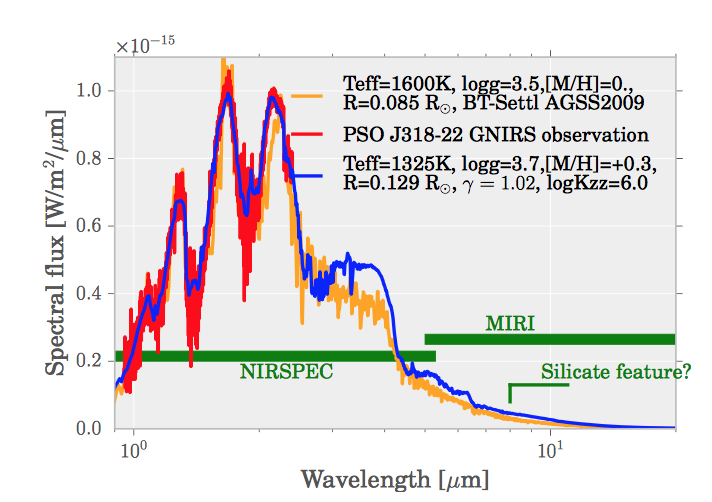 ×10⁻¹⁵
1.0
0.8
0.6
0.4
0.2
0.0
Spectral flux [W/m²/μm]
Teff=1600K, logg=3.5,[M/H]=0.,
R=0.085 R☉, BT-Settl AGSS2009
PSO J318-22 GNIRS observation
Teff=1325K, logg=3.7,[M/H]=+0.3,
R=0.129 R☉, γ = 1.02, logKzz=6.0
MIRI
NIRSPEC
Silicate feature?
10⁰
10¹
Wavelength [μm]